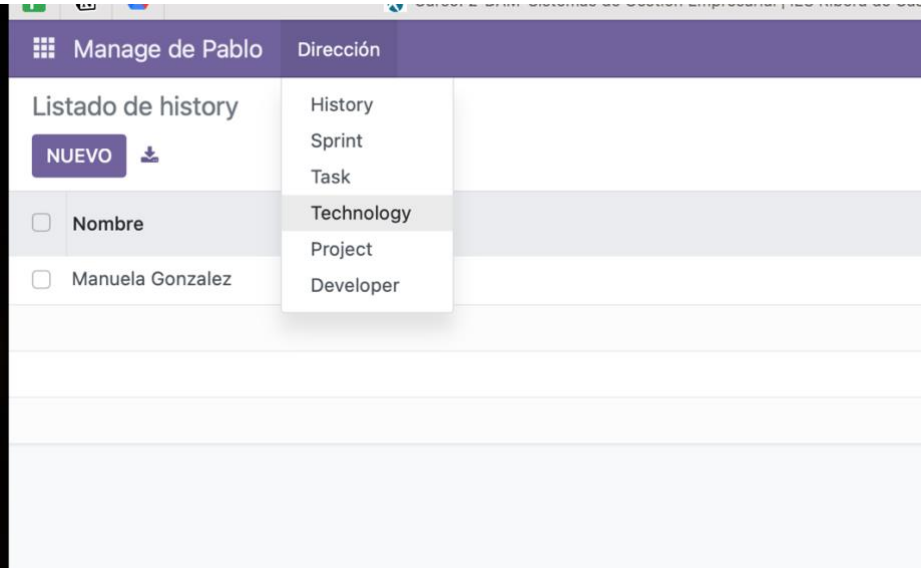 Manage de Pablo Dirección
Listado de history
NUEVO
Nombre
Manuela Gonzalez
History
Sprint
Task
Technology
Project
Developer